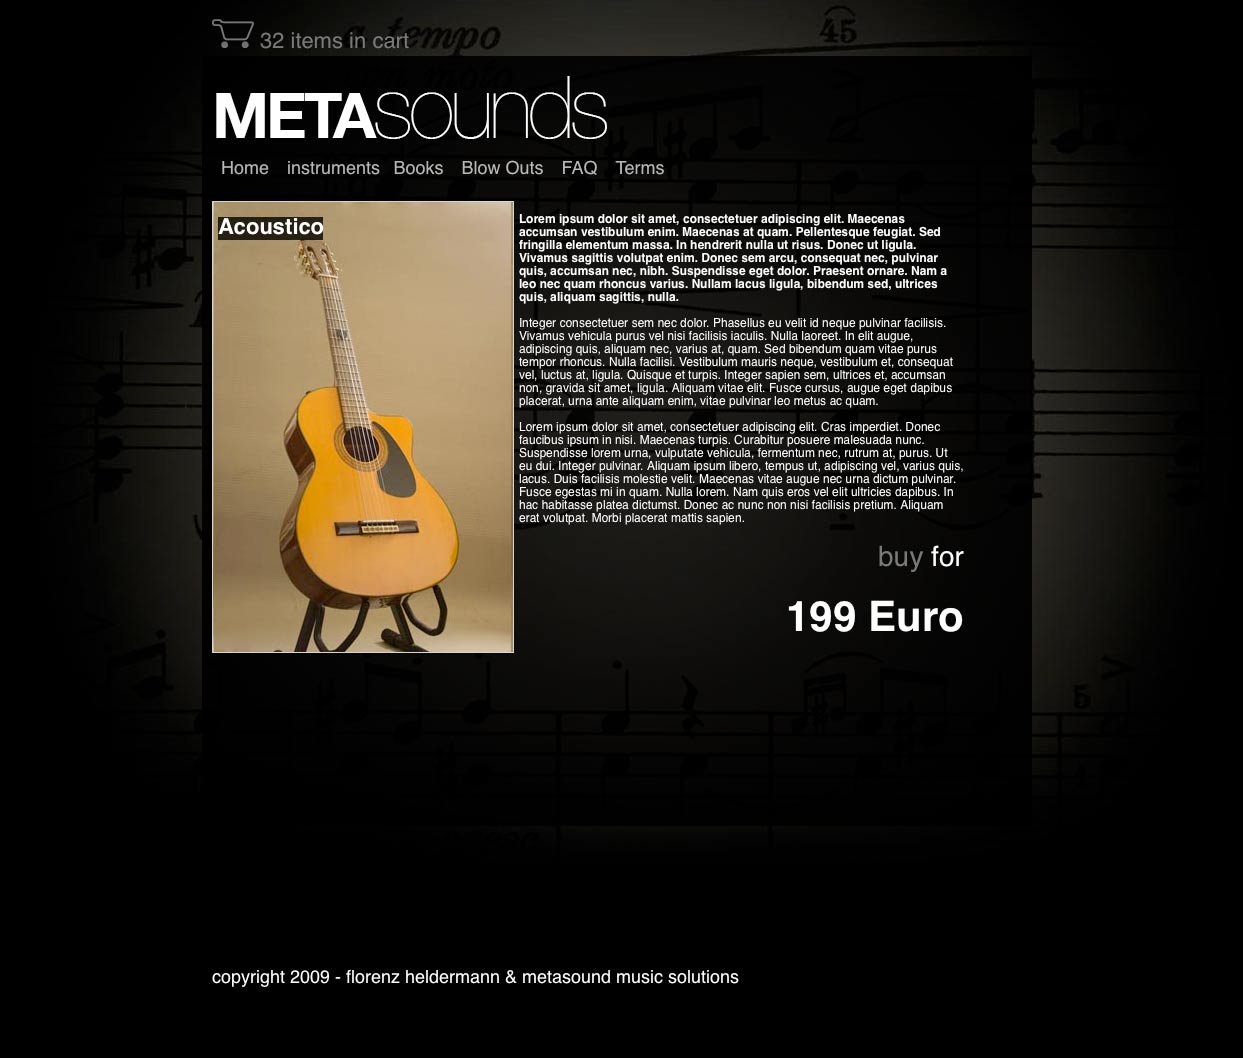 32 items in cart
a tempo
45
METAsounds
Home instruments Books Blow Outs FAQ Terms
Acoustico
Lorem ipsum dolor sit amet, consectetuer adipiscing elit. Maecenas
accumsan vestibulum enim. Maecenas at quam. Pellentesque feugiat. Sed
fringilla elementum massa. In hendrerit nulla ut risus. Donec ut ligula.
Vivamus sagittis volutpat enim. Donec sem arcu, consequat nec, pulvinar
quis, accumsan nec, nibh. Suspendisse eget dolor. Praesent ornare. Nam a
leo nec quam rhoncus varius. Nullam lacus ligula, bibendum sed, ultrices
quis, aliquam sagittis, nulla.
Integer consectetuer sem nec dolor. Phasellus eu velit id neque pulvinar facilisis.
Vivamus vehicula purus vel nisi facilisis iaculis. Nulla laoreet. In elit augue,
adipiscing quis, aliquam nec, varius at, quam. Sed bibendum quam vitae purus
tempor rhoncus. Nulla facilisi. Vestibulum mauris neque, vestibulum et, consequat
vel, luctus at, ligula. Quisque et turpis. Integer sapien sem, ultrices et, accumsan
non, gravida sit amet, ligula. Aliquam vitae elit. Fusce cursus, augue eget dapibus
placerat, urna ante aliquam enim, vitae pulvinar leo metus ac quam.
Lorem ipsum dolor sit amet, consectetuer adipiscing elit. Cras imperdiet. Donec
faucibus ipsum in nisi. Maecenas turpis. Curabitur posuere malesuada nunc.
Suspendisse lorem urna, vulputate vehicula, fermentum nec, rutrum at, purus. Ut
eu dui. Integer pulvinar. Aliquam ipsum libero, tempus ut, adipiscing vel, varius quis,
lacus. Duis facilisis molestie velit. Maecenas vitae augue nec urna dictum pulvinar.
Fusce egestas mi in quam. Nulla lorem. Nam quis eros vel elit ultricies dapibus. In
hac habitasse platea dictumst. Donec ac nunc non nisi facilisis pretium. Aliquam
erat volutpat. Morbi placerat mattis sapien.
buy for
199 Euro
5
copyright 2009 - florenz heldermann & metasound music solutions